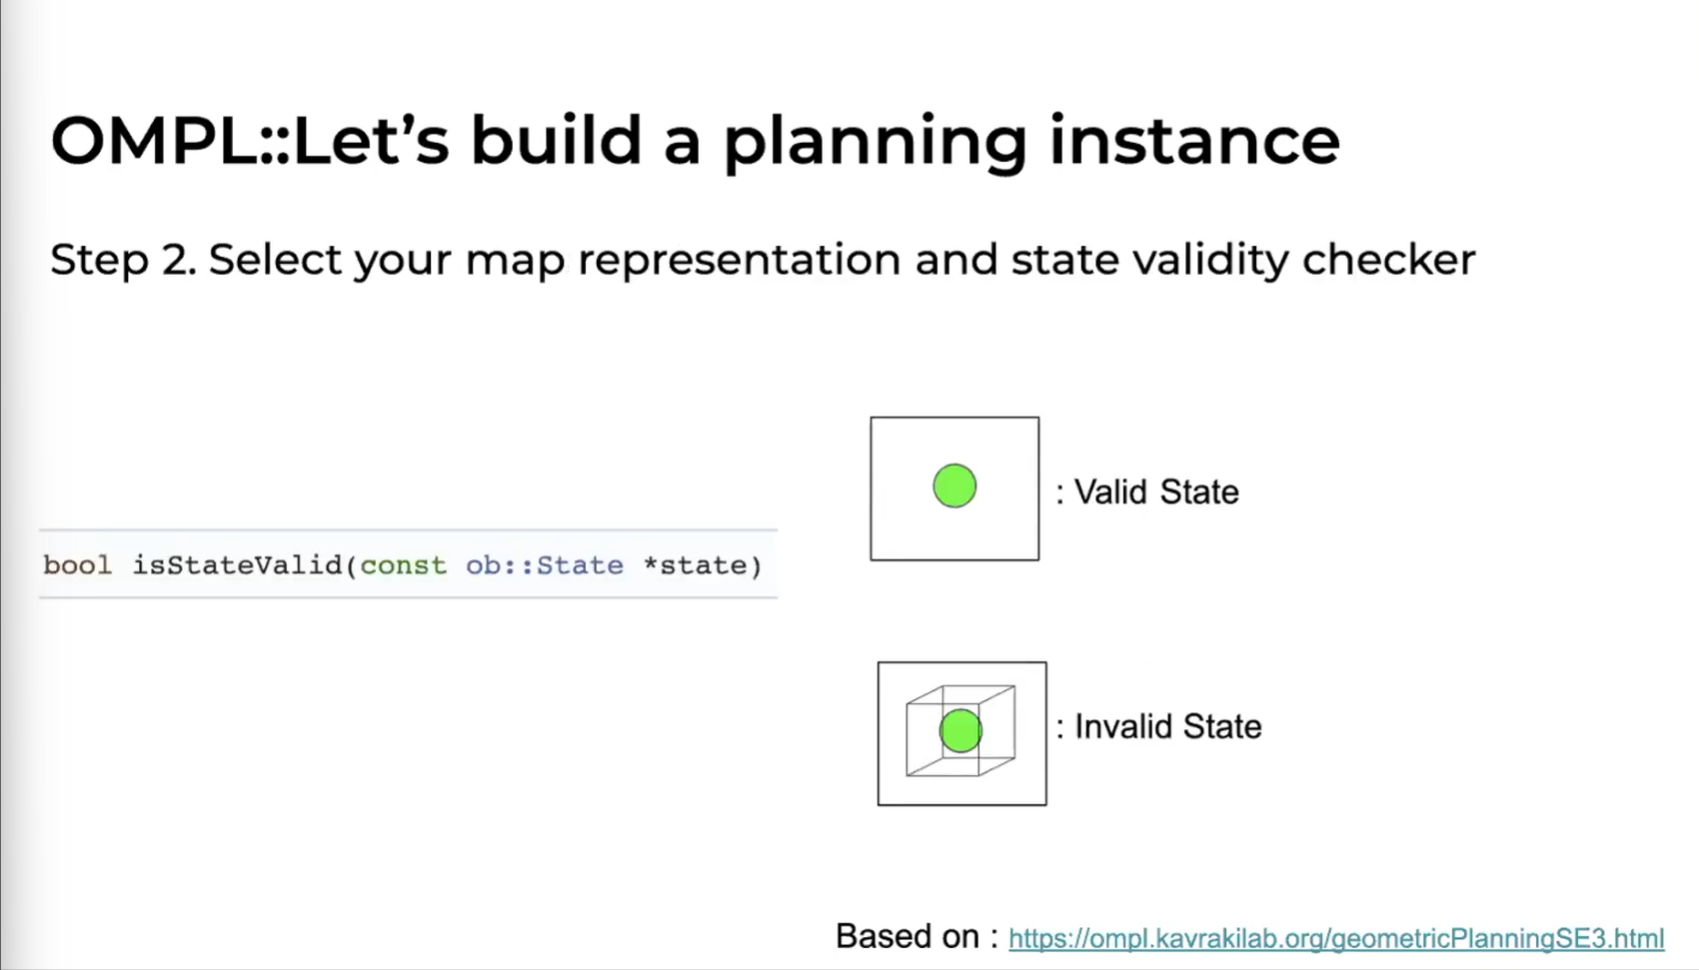 OMPL::Let’s build a planning instance
Step 2. Select your map representation and state validity checker
: Valid State
bool isStateValid(const ob::State *state)
: Invalid State
Based on : https://ompl.kavrakilab.org/geometricPlanningSE3.html